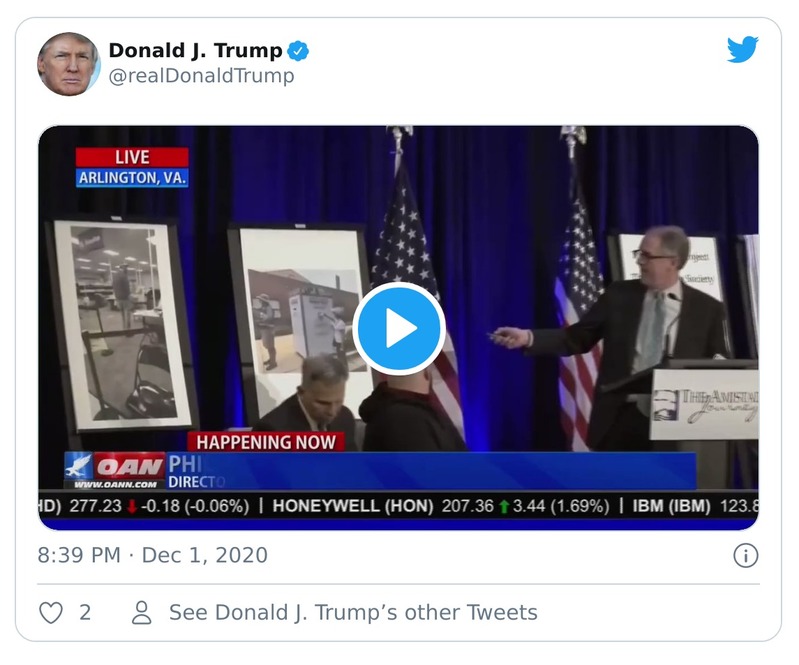 Donald J. Trump
@realDonaldTrump
LIVE
ARLINGTON, VA.
Society
THE AMISTAD
Journey
HAPPENING NOW
OAN
WWW.OANN.COM
PHI
DIRECTO
HD) 277.23 -0.18 (-0.06%) | HONEYWELL (HON) 207.36 3.44 (1.69%) | IBM (IBM) 123.8
8:39 PM · Dec 1, 2020
2
See Donald J. Trump’s other Tweets